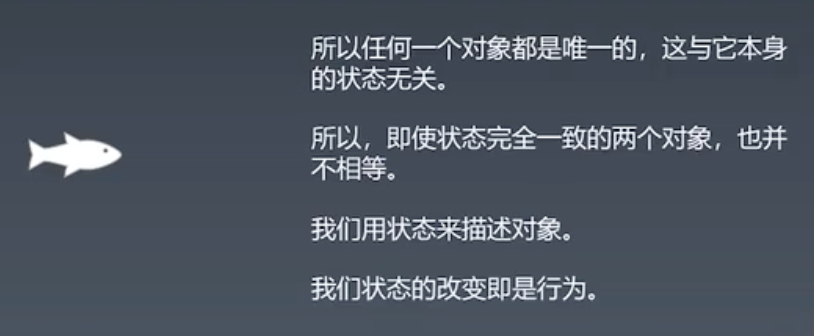 所以任何一个对象都是唯一的，这与它本身
的状态无关。
所以，即使状态完全一致的两个对象，也并
不相等。
我们用状态来描述对象。
我们状态的改变即是行为。